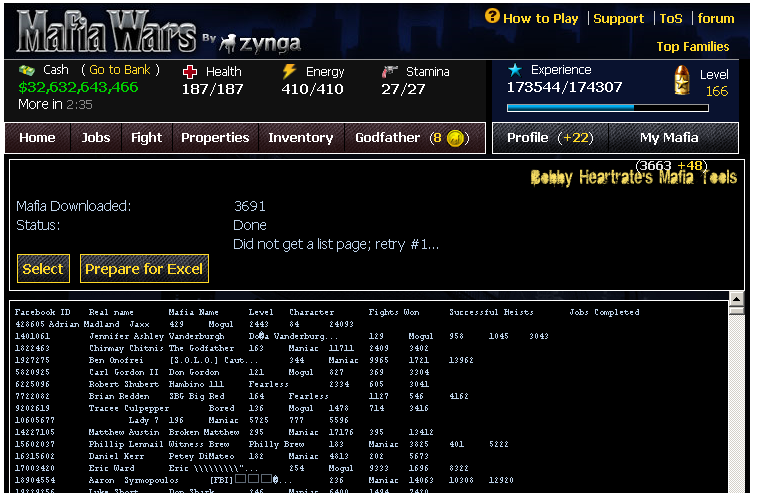 Mafia Wars By zynga
How to Play | Support | ToS | forum
Top Families
Cash ( Go to Bank )
$32,632,643,466
More in 2:35
Health
187/187
Energy
410/410
Stamina
27/27
Experience
173544/174307
Level
166
Home Jobs Fight Properties Inventory Godfather (8 )
Profile (+22) My Mafia
(3663 +48)
Bobby Heartrate's Mafia Tools
Mafia Downloaded: 3691
Status: Done
Did not get a list page; retry #1...
Select Prepare for Excel
Facebook ID Real name Mafia Name Level Character Fights Won Successful Heists Jobs Completed
428605 Adrian Madland Jaxx 429 Mogul 2443 84 24093
1401061 Jennifer Ashley Vanderburgh Vanderburg... 129 Mogul 958 1045 3043
1822463 Chirmay Chitnis The Godfather 163 Maniac 11711 2409 3402
1927275 Ben Onofrei [S.O.L.O.] Caut... 344 Maniac 9965 1721 13962
5820925 Carl Gordon II Don Gordon 121 Mogul 827 369 3304
6225096 Robert Shubert Hambino 111 Fearless 2334 605 3041
7722082 Brian Redden SBG Big Red 164 Fearless 1127 546 4162
9202619 Tracee Culpepper Bored 136 Mogul 1478 714 3416
10605677 Lady 7 196 Maniac 5725 777 5596
14227105 Matthew Austin Broken Matthew 295 Maniac 17176 395 13412
15602037 Phillip Lennail Witness Brew Philly Brew 183 Maniac 3825 401 5222
16315602 Daniel Kerr Petey DiMateo 182 Maniac 4813 202 5673
17003420 Eric Ward Eric \\\\\\\\\"... 254 Mogul 9333 1696 8322
18904554 Aaron Symopoulos [FBI] ... 236 Maniac 14063 10308 12920
Luke Short Don Shark 246 Maniac 6400 1494 7420